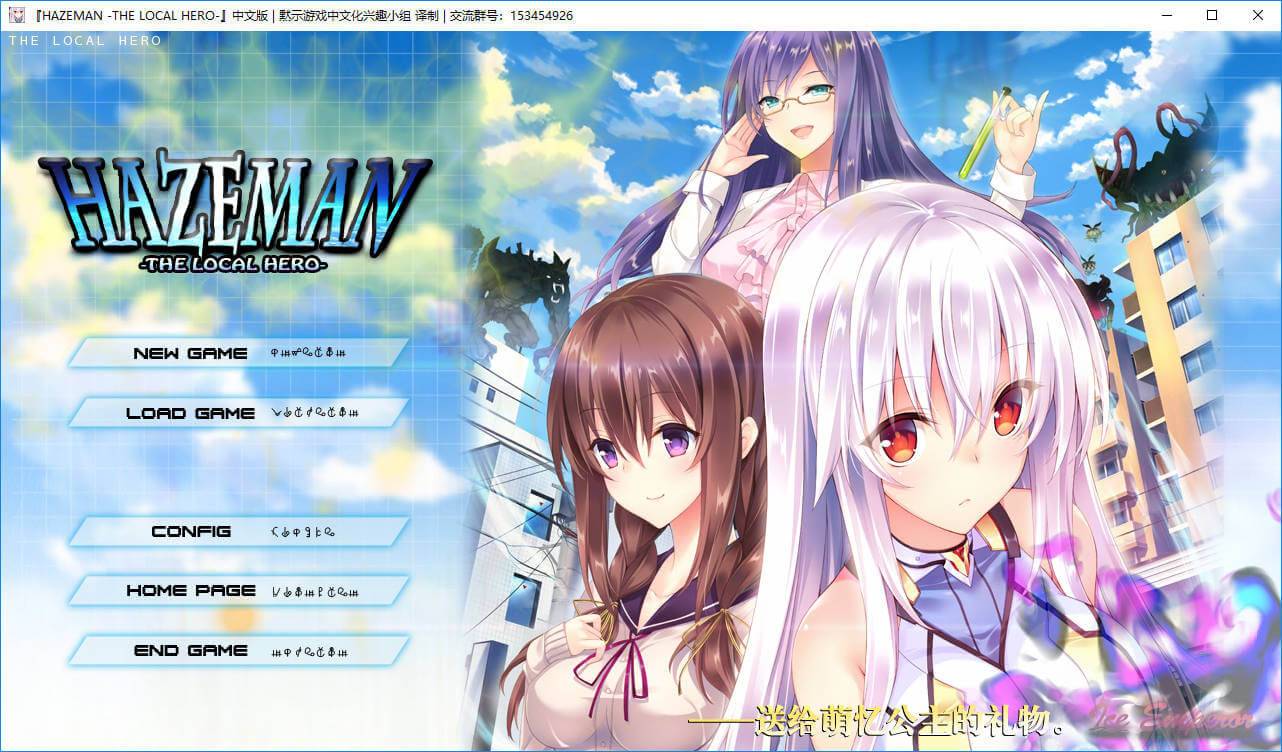 『HAZEMAN -THE LOCAL HERO-』中文版 | 默示游戏中文化兴趣小组 译制 | 交流群号：153454926
THE LOCAL HERO
HAZEMAN
-THE LOCAL HERO-
NEW GAME
LOAD GAME
CONFIG
HOME PAGE
END GAME
——送给萌忆公主的礼物。
Ice Emperor